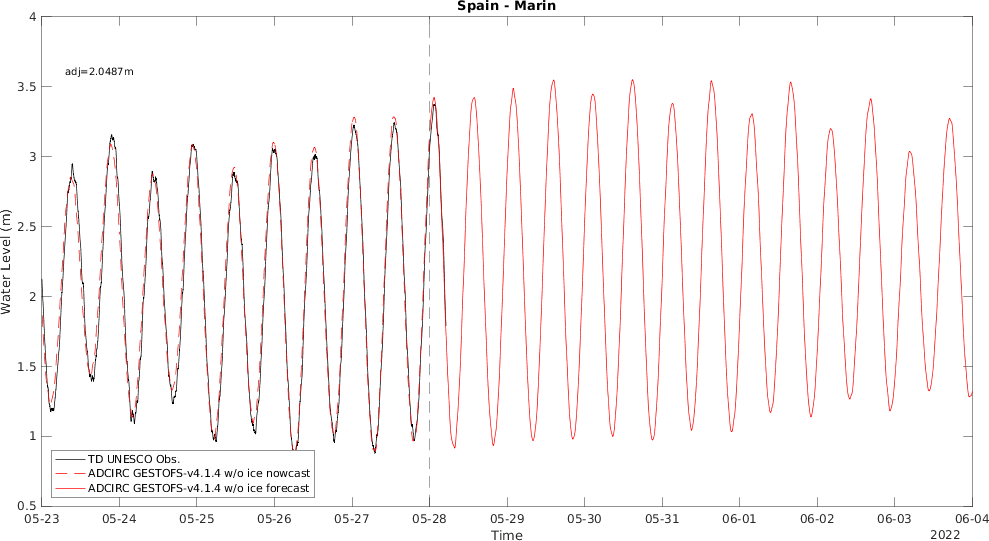 Spain - Marin
4
3.5
3
2.5
2
1.5
1
0.5
Water Level (m)
adj=2.0487m
TD UNESCO Obs.
ADCIRC GESTOFS-v4.1.4 w/o ice nowcast
ADCIRC GESTOFS-v4.1.4 w/o ice forecast
05-23 05-24 05-25 05-26 05-27 05-28 05-29 05-30 05-31 06-01 06-02 06-03 06-04
Time
2022